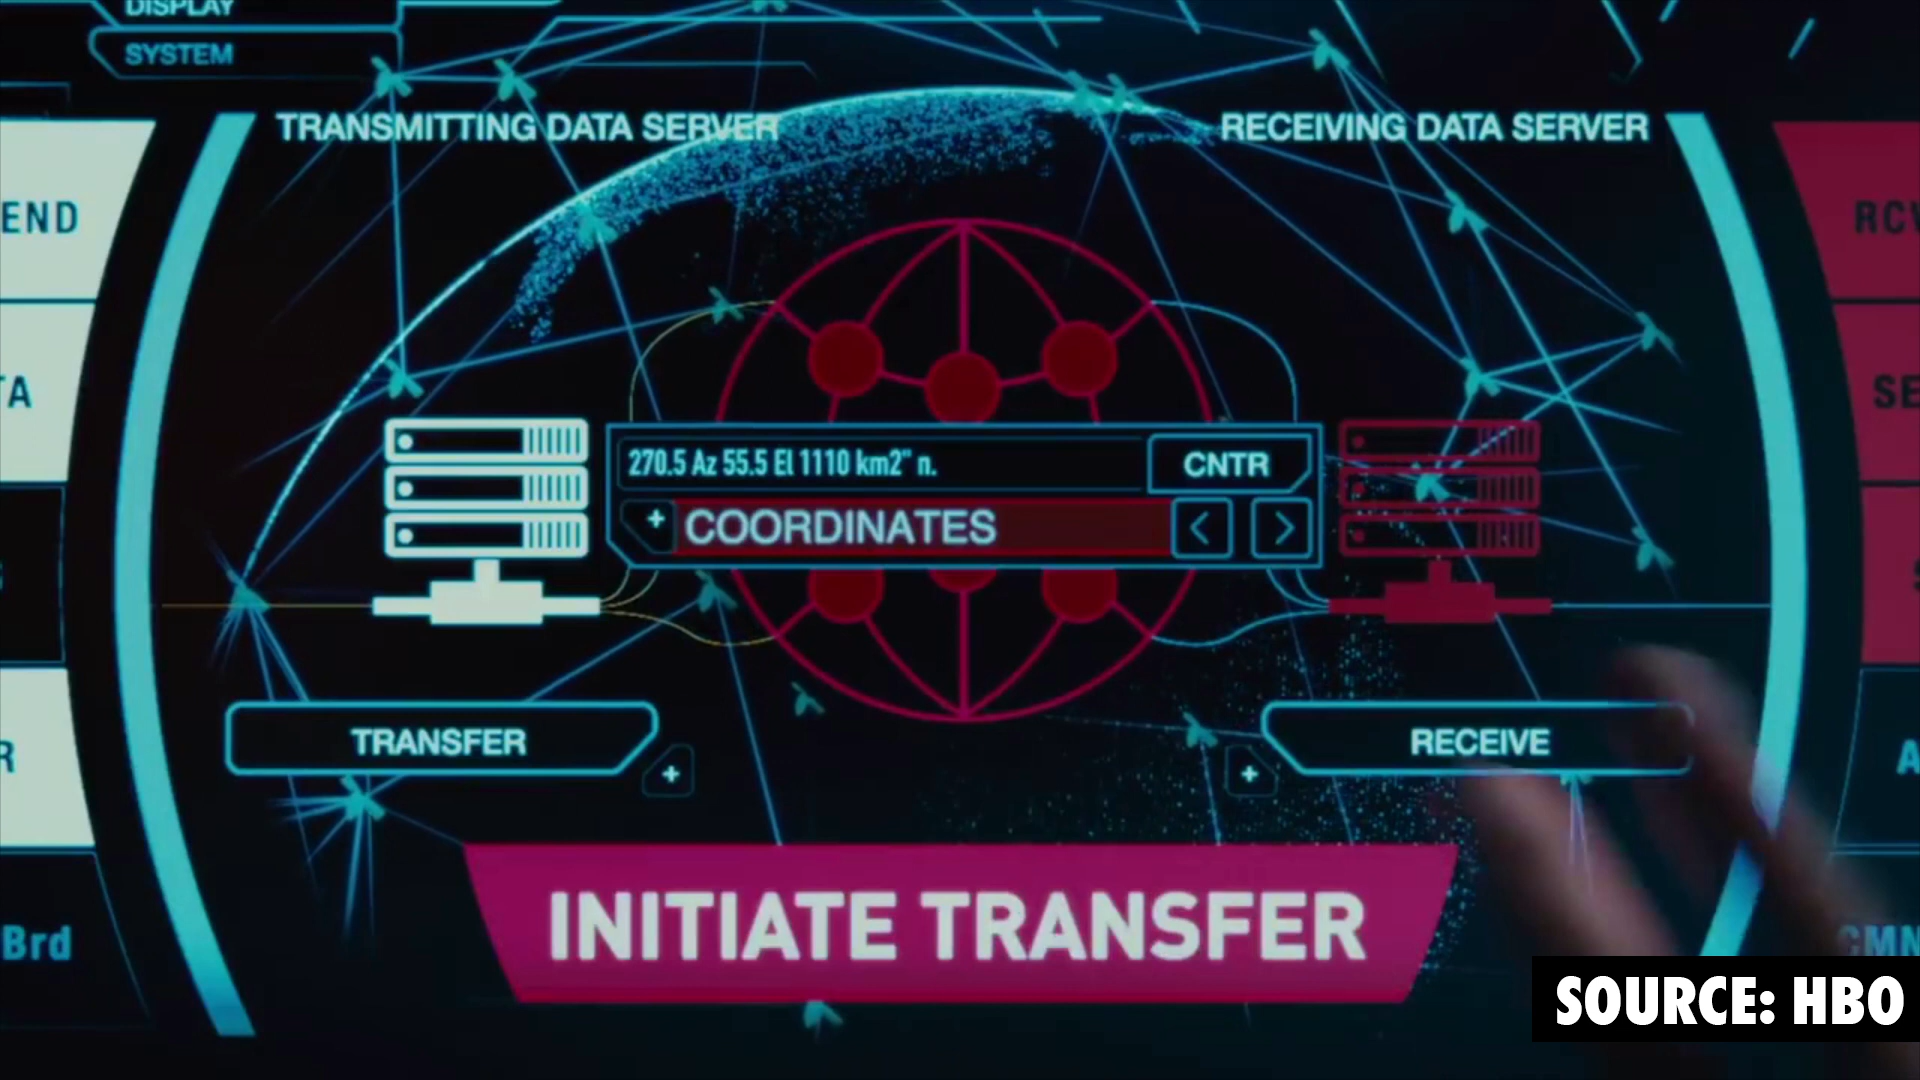 DISPLAY
SYSTEM
TRANSMITTING DATA SERVER
RECEIVING DATA SERVER
END
RCV
TA
SE
270.5 Az 55.5 El 1110 km2" n.
CNTR
+ COORDINATES < >
TRANSFER
+
RECEIVE
+
R
A
INITIATE TRANSFER
Brd
CMN
SOURCE: HBO